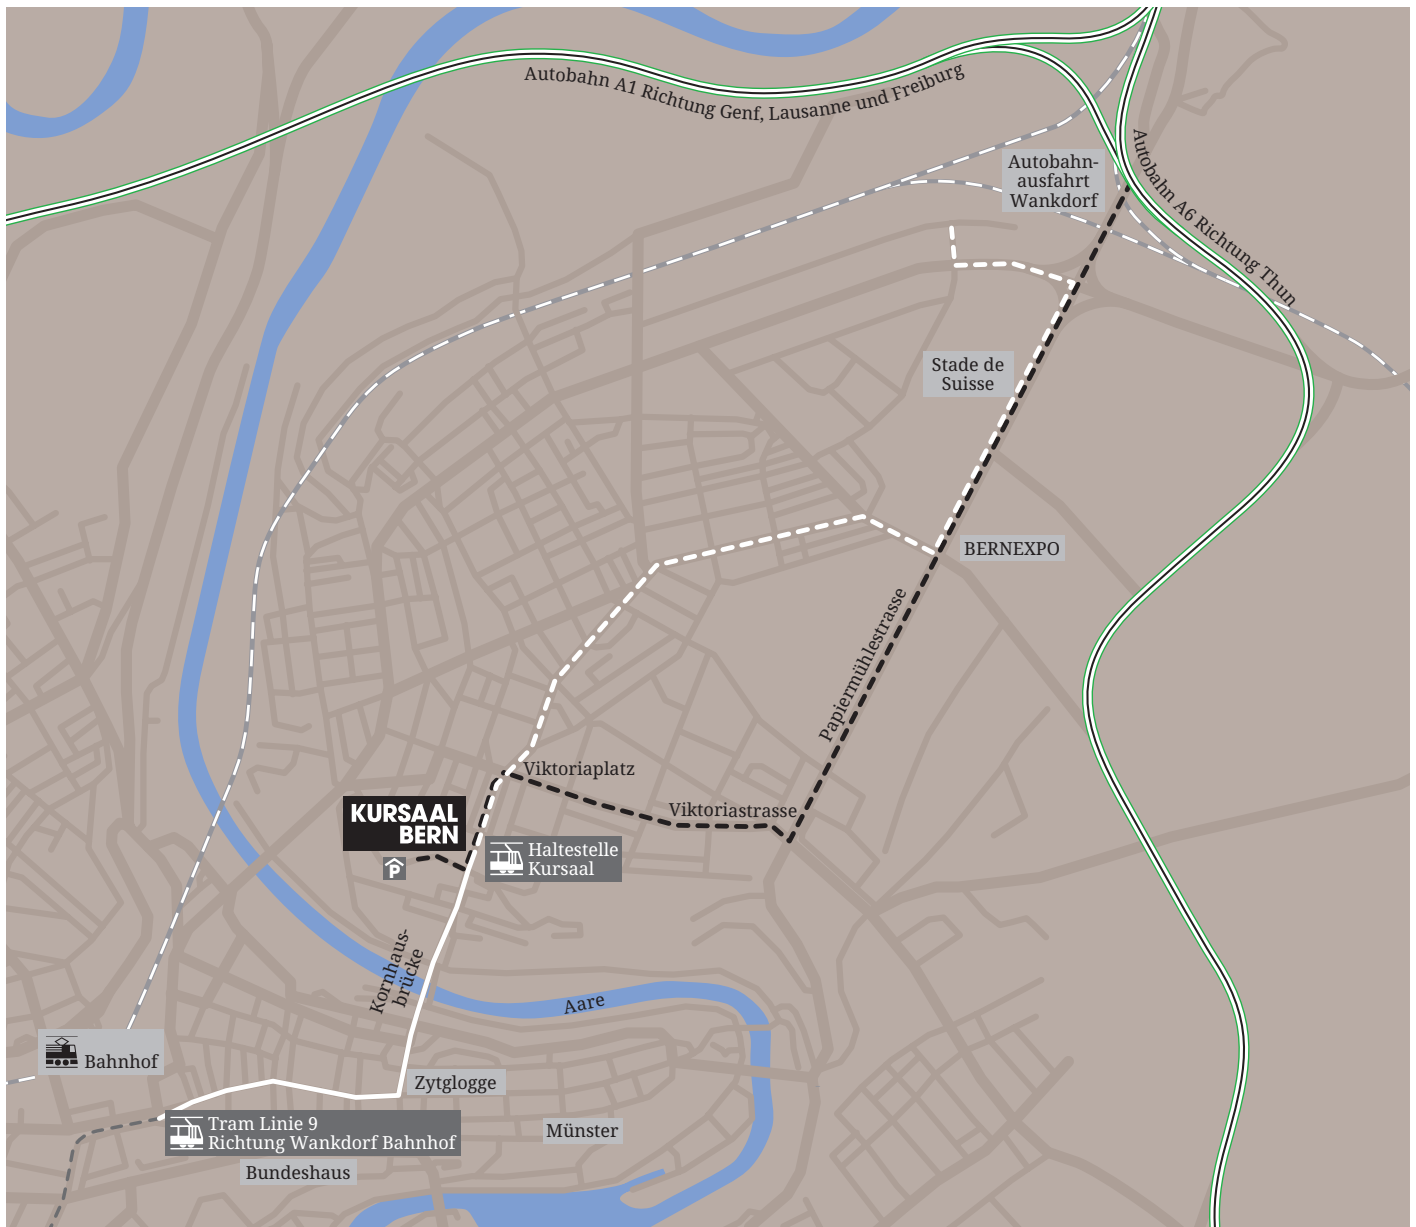 Autobahn A1 Richtung Genf, Lausanne und Freiburg
Autobahn-
ausfahrt
Wankdorf
Autobahn A6 Richtung Thun
Stade de
Suisse
BERNEXPO
Papiermühlestrasse
Viktoriaplatz
Viktoriastrasse
KURSAAL
BERN
P
Haltestelle
Kursaal
Kornhaus-
brücke
Aare
Bahnhof
Zytglogge
Tram Linie 9
Richtung Wankdorf Bahnhof
Münster
Bundeshaus